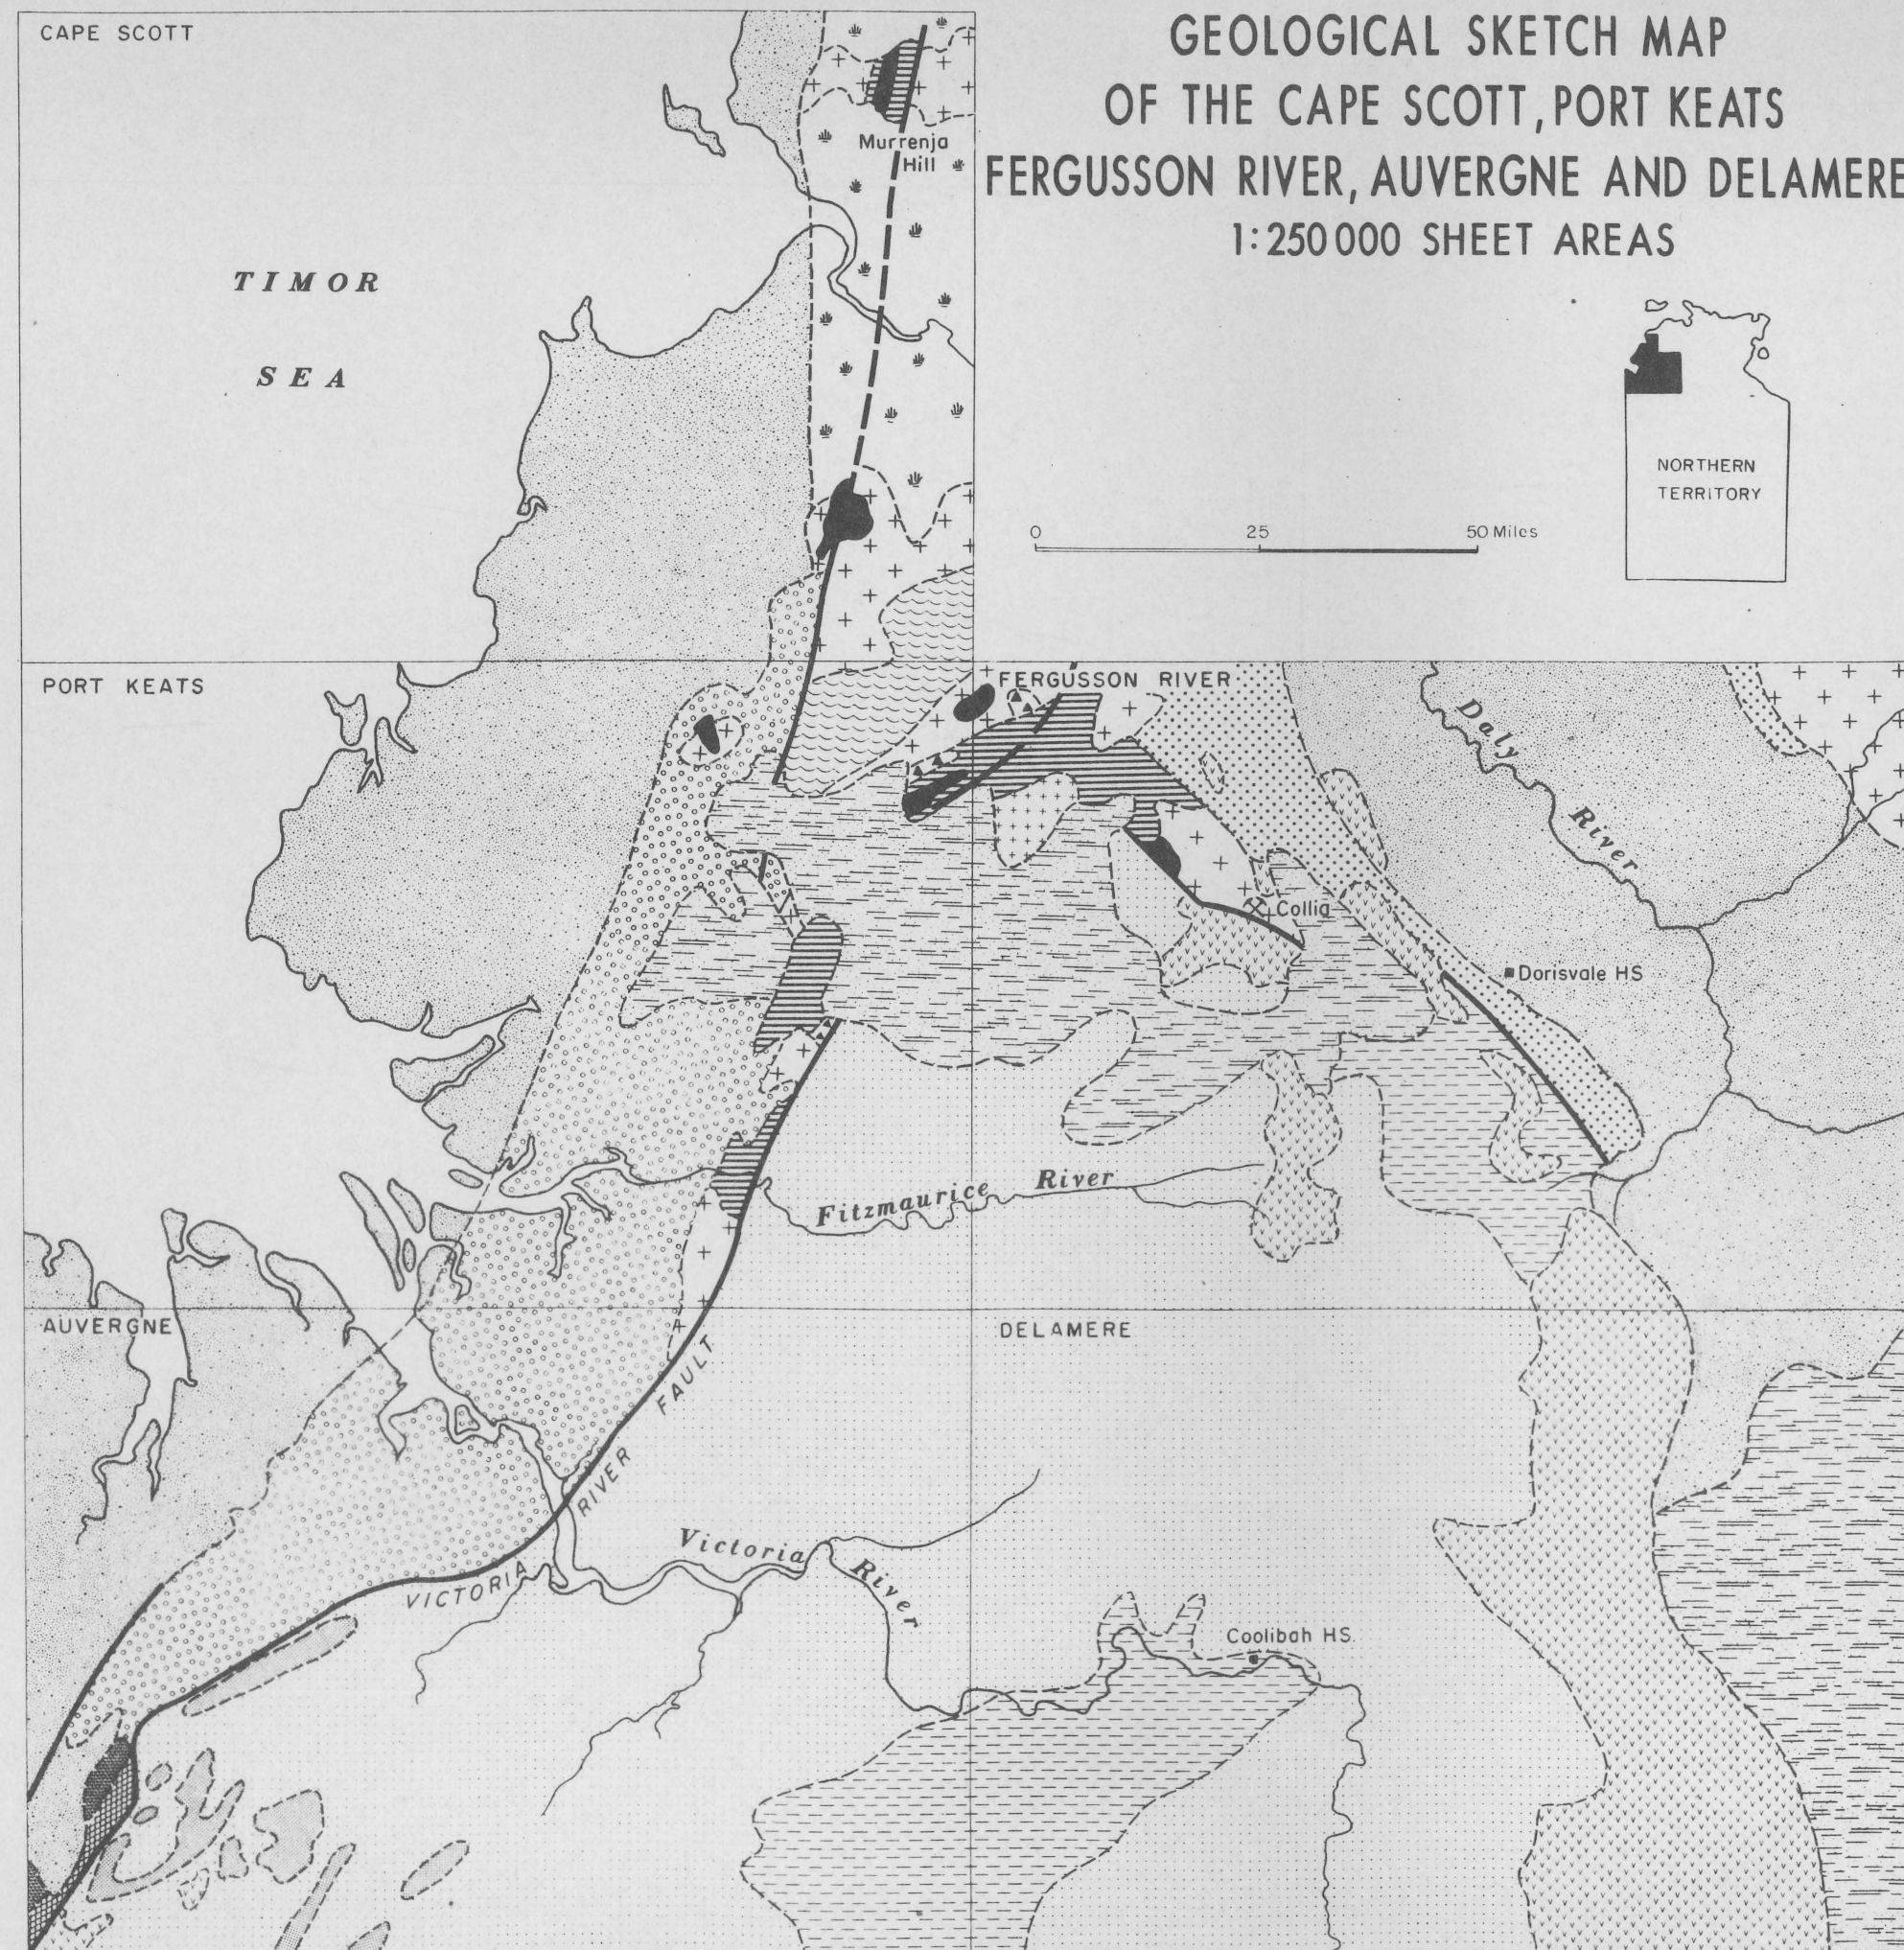 GEOLOGICAL SKETCH MAP
OF THE CAPE SCOTT, PORT KEATS
FERGUSSON RIVER, AUVERGNE AND DELAMERE
1:250 000 SHEET AREAS
CAPE SCOTT
Murrenja
Hill
TIMOR
SEA
NORTHERN
TERRITORY
0 25 50 Miles
PORT KEATS
FERGUSSON RIVER
Daly
River
Collia
Dorisvale HS
Fitzmaurice River
AUVERGNE
DELAMERE
VICTORIA RIVER FAULT
Victoria
River
Coolibah HS